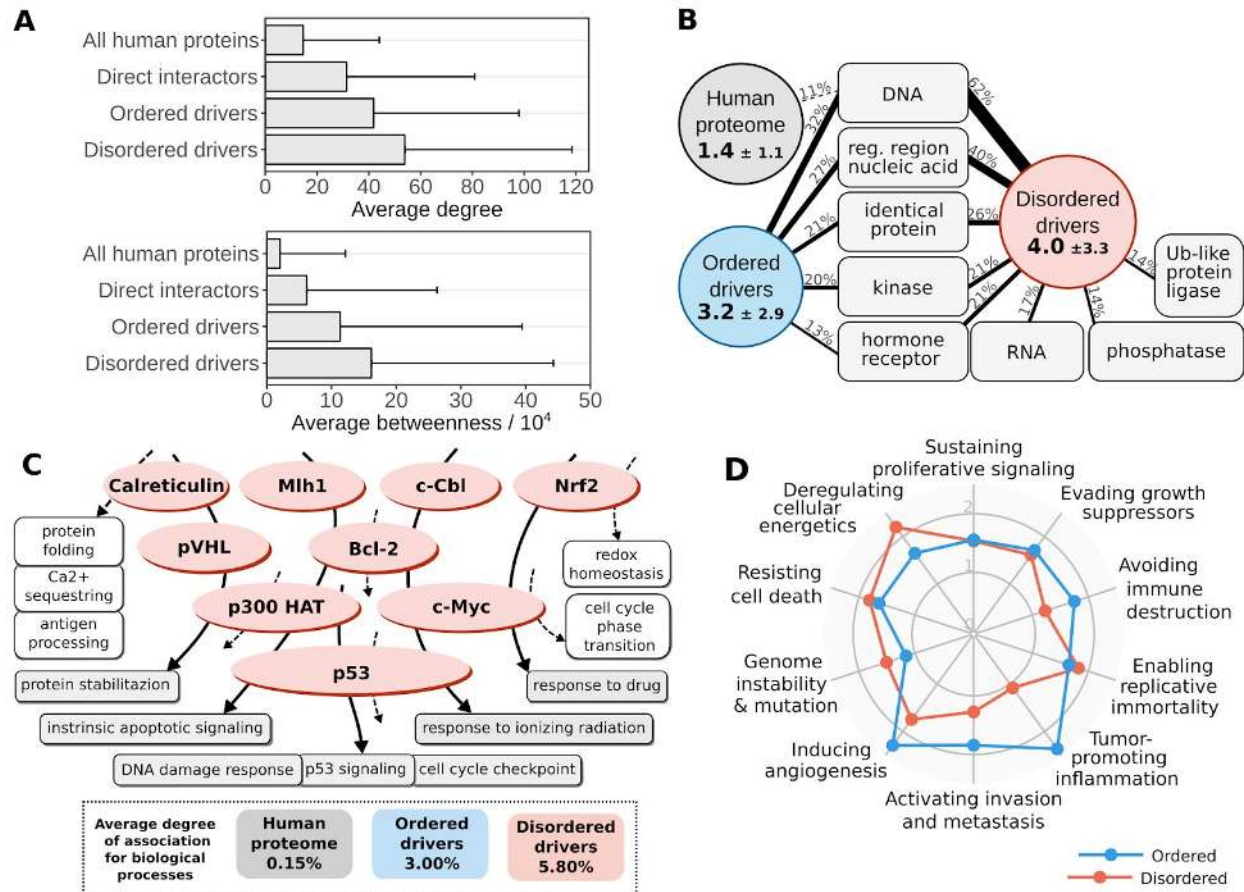 A
All human proteins
Direct interactors
Ordered drivers
Disordered drivers
0 20 40 60 80 100 120
Average degree
All human proteins
Direct interactors
Ordered drivers
Disordered drivers
0 10 20 30 40 50
Average betweenness / 10⁴
B
Human
proteome
1.4 ± 1.1
Ordered
drivers
3.2 ± 2.9
11%
32%
27%
21%
20%
13%
DNA
reg. region
nucleic acid
identical
protein
kinase
hormone
receptor
RNA
phosphatase
Ub-like
protein
ligase
62%
40%
26%
21%
21%
17%
14%
14%
Disordered
drivers
4.0 ±3.3
C
Calreticulin
Mlh1
c-Cbl
Nrf2
protein
folding
Ca2+
sequestring
antigen
processing
pVHL
Bcl-2
redox
homeostasis
p300 HAT
c-Myc
cell cycle
phase
transition
p53
protein stabilitazion
response to drug
instrinsic apoptotic signaling
response to ionizing radiation
DNA damage response
p53 signaling
cell cycle checkpoint
Average degree
of association
for biological
processes
Human
proteome
0.15%
Ordered
drivers
3.00%
Disordered
drivers
5.80%
D
Sustaining
proliferative signaling
Evading growth
suppressors
Avoiding
immune
destruction
Enabling
replicative
immortality
Tumor-
promoting
inflammation
Activating invasion
and metastasis
Inducing
angiogenesis
Genome
instability
& mutation
Resisting
cell death
Deregulating
cellular
energetics
2
1
0
Ordered
Disordered